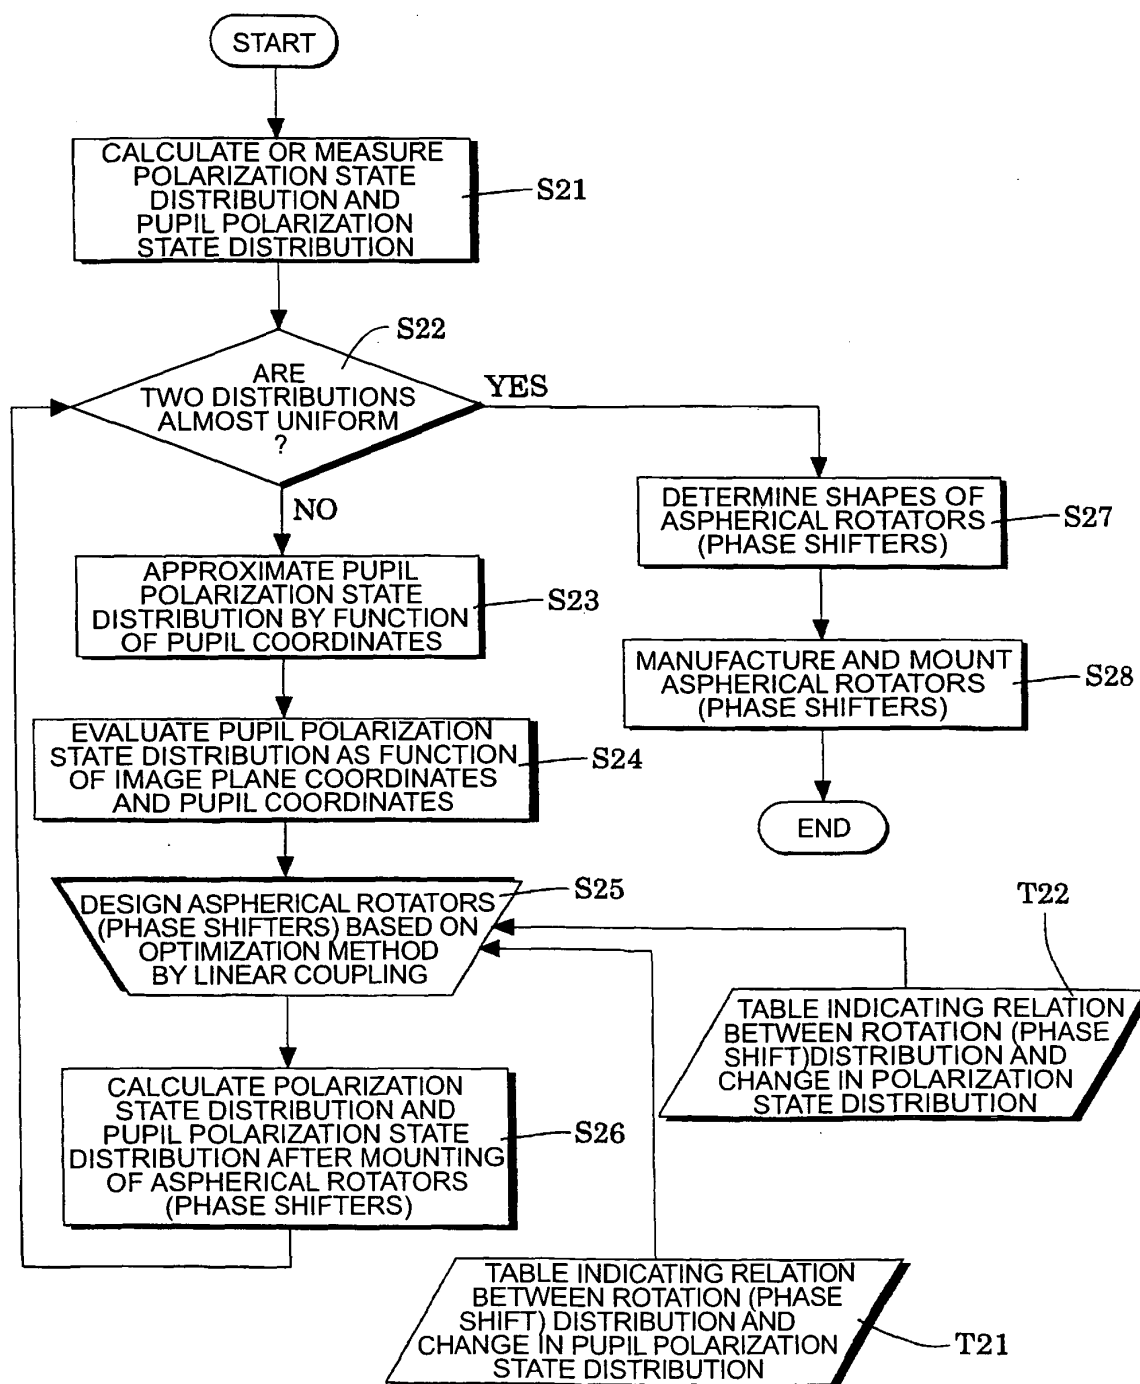 START
CALCULATE OR MEASURE
POLARIZATION STATE
DISTRIBUTION AND
PUPIL POLARIZATION
STATE DISTRIBUTION
S21
S22
ARE
TWO DISTRIBUTIONS
ALMOST UNIFORM
?
YES
NO
APPROXIMATE PUPIL
POLARIZATION STATE
DISTRIBUTION BY FUNCTION
OF PUPIL COORDINATES
S23
EVALUATE PUPIL POLARIZATION
STATE DISTRIBUTION AS FUNCTION
OF IMAGE PLANE COORDINATES
AND PUPIL COORDINATES
S24
DESIGN ASPHERICAL ROTATORS
(PHASE SHIFTERS) BASED ON
OPTIMIZATION METHOD
BY LINEAR COUPLING
S25
CALCULATE POLARIZATION
STATE DISTRIBUTION AND
PUPIL POLARIZATION STATE
DISTRIBUTION AFTER MOUNTING
OF ASPHERICAL ROTATORS
(PHASE SHIFTERS)
S26
DETERMINE SHAPES OF
ASPHERICAL ROTATORS
(PHASE SHIFTERS)
S27
MANUFACTURE AND MOUNT
ASPHERICAL ROTATORS
(PHASE SHIFTERS)
S28
END
T22
TABLE INDICATING RELATION
BETWEEN ROTATION (PHASE
SHIFT)DISTRIBUTION AND
CHANGE IN POLARIZATION
STATE DISTRIBUTION
TABLE INDICATING RELATION
BETWEEN ROTATION (PHASE
SHIFT) DISTRIBUTION AND
CHANGE IN PUPIL POLARIZATION
STATE DISTRIBUTION
T21